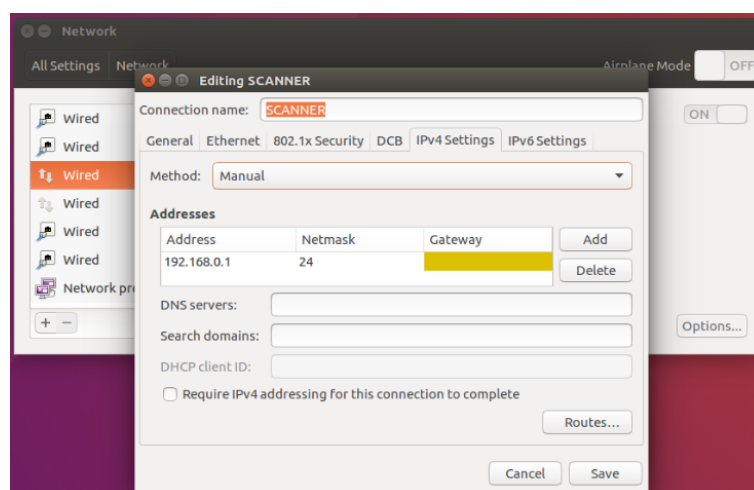 Network
All Settings Network Airplane Mode OFF
Editing SCANNER
Connection name: SCANNER
ON
General Ethernet 802.1x Security DCB IPv4 Settings IPv6 Settings
Method: Manual
Addresses
Address Netmask Gateway
192.168.0.1 24
Add
Delete
DNS servers:
Search domains:
DHCP client ID:
Require IPv4 addressing for this connection to complete
Routes...
Cancel Save
Wired
Wired
Wired
Wired
Wired
Wired
Network pr
+ −
Options...